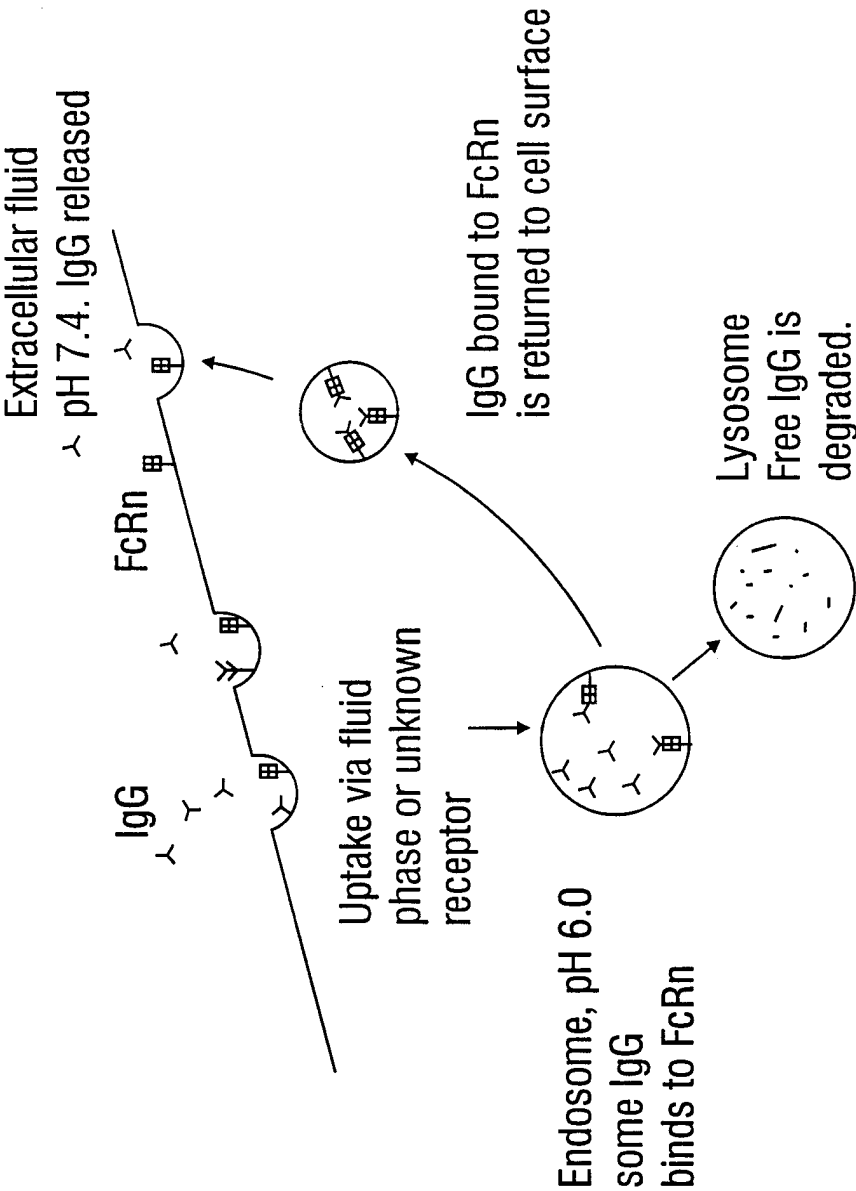 Extracellular fluid
pH 7.4. IgG released
FcRn
IgG
Uptake via fluid
phase or unknown
receptor
IgG bound to FcRn
is returned to cell surface
Endosome, pH 6.0
some IgG
binds to FcRn
Lysosome
Free IgG is
degraded.